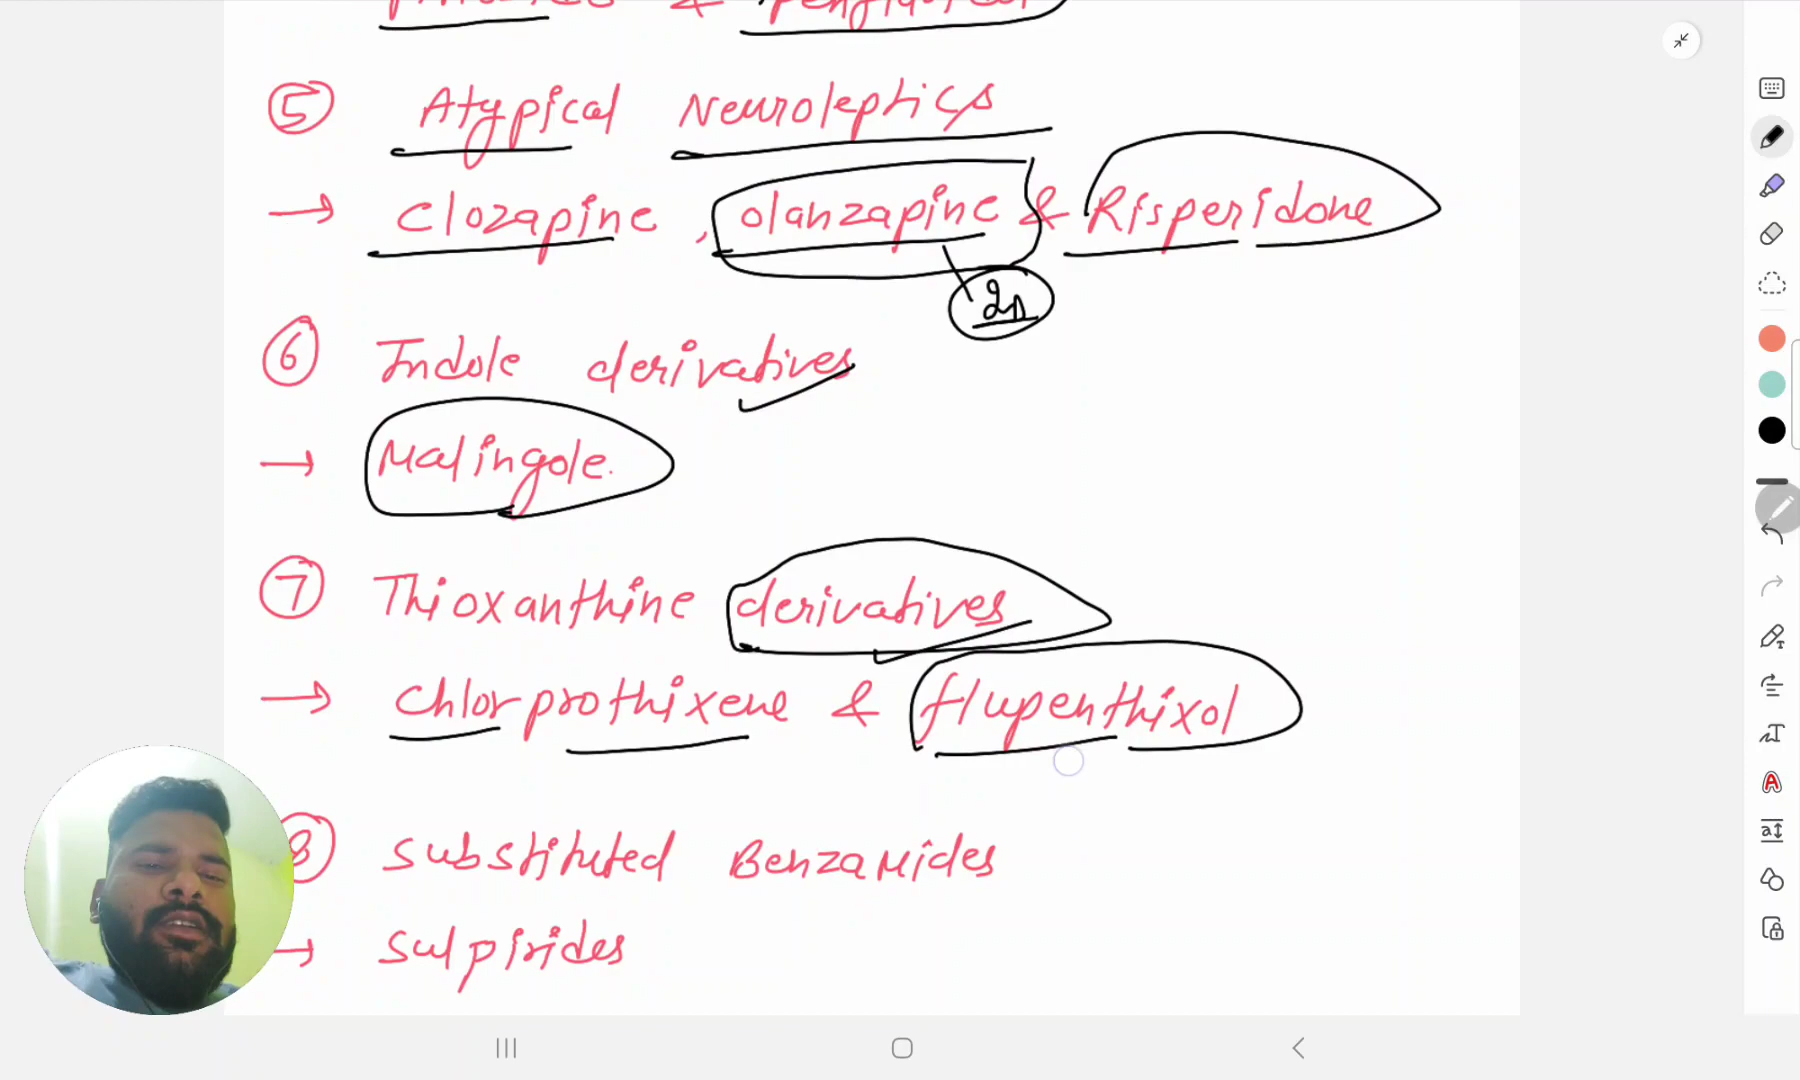 ⑤ Atypical Neuroleptics
→ Clozapine, olanzapine & Risperidone
⑥ Indole derivatives
→ Malingole.
⑦ Thioxanthine derivatives
→ Chlorprothixene & flupenthixol
⑧ Substituted Benzamides
→ Sulpirides